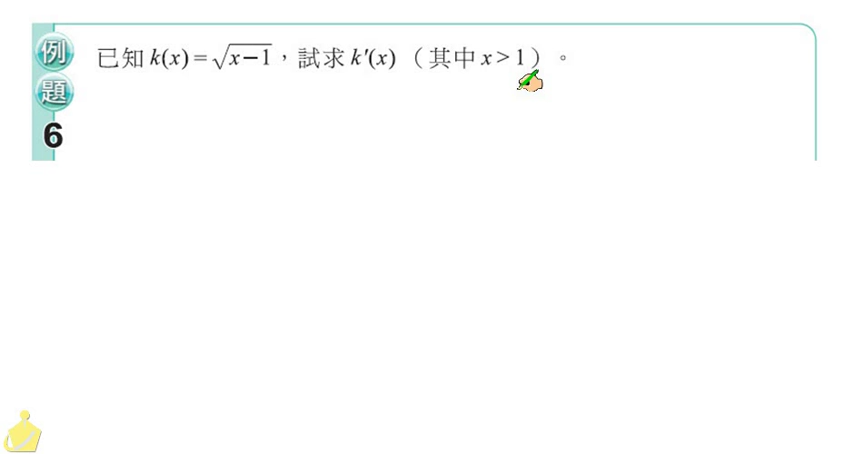 例題6
已知 k(x) = √(x−1)，試求 k′(x)（其中 x > 1）。